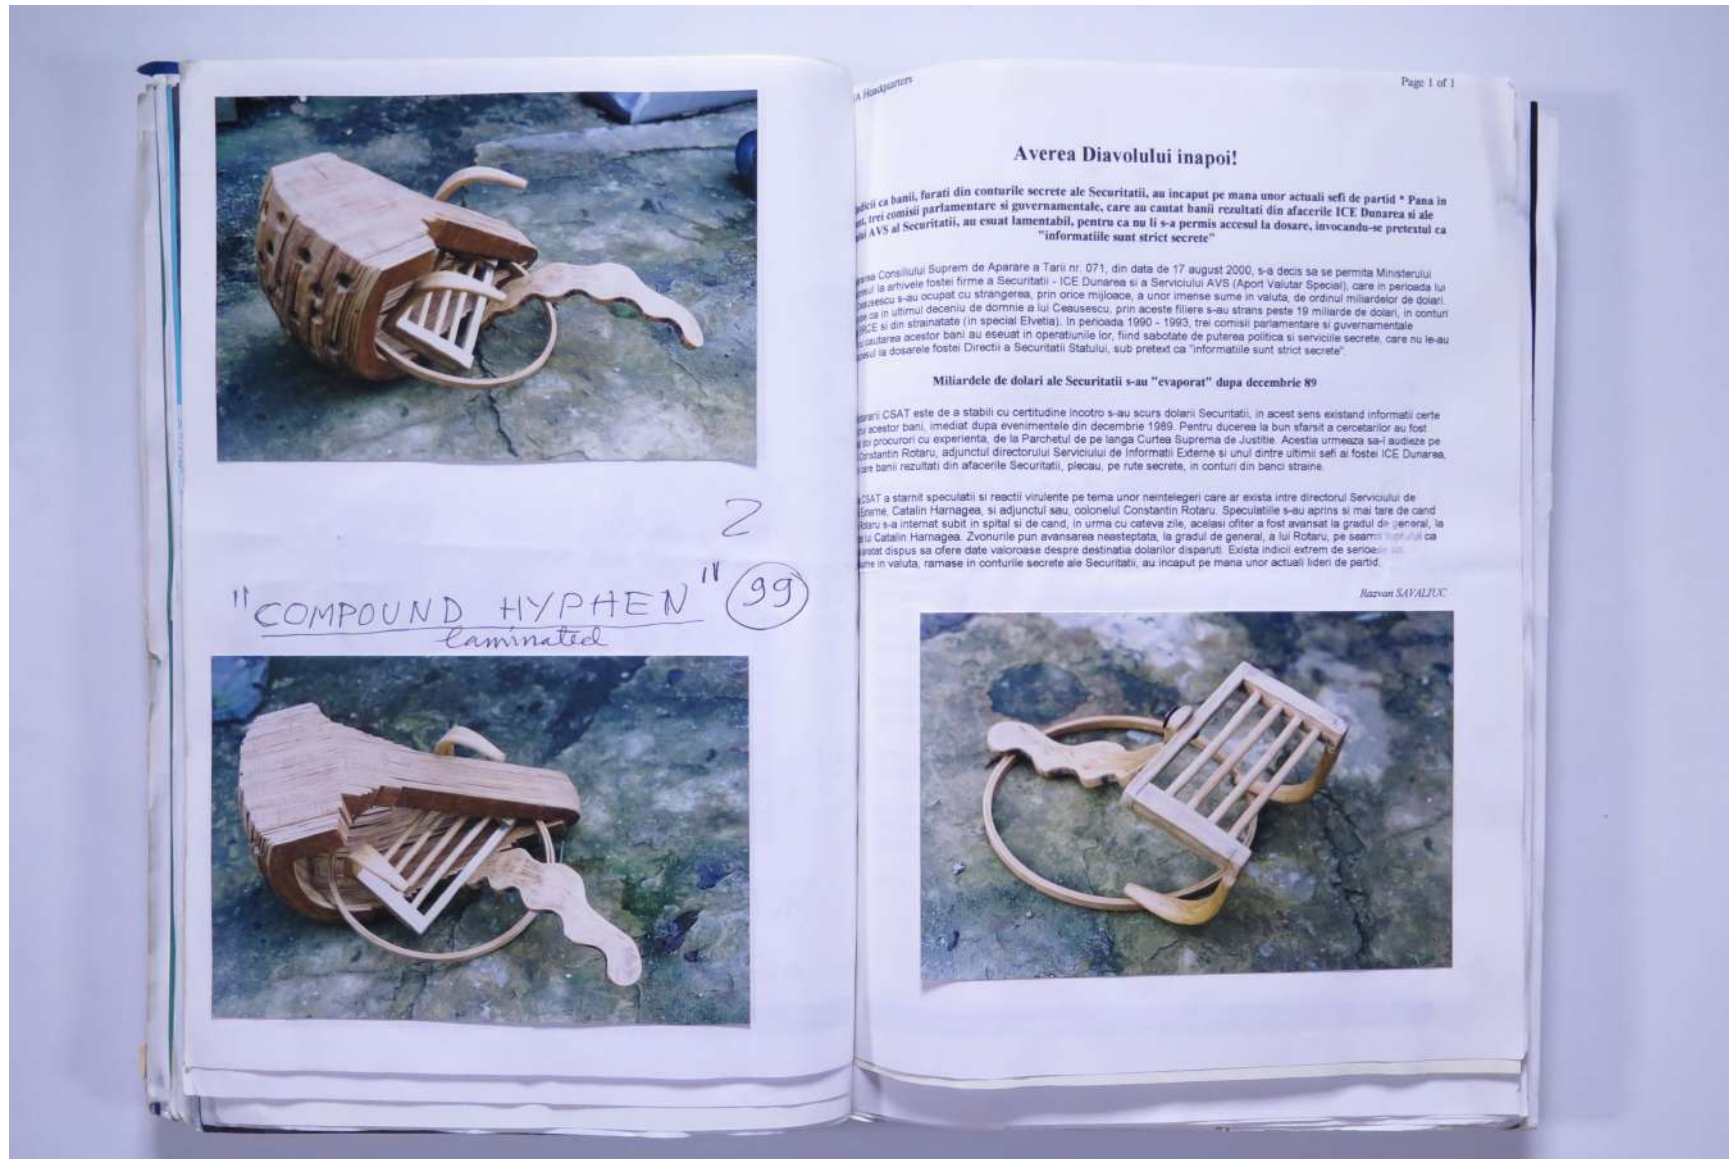 2
"COMPOUND HYPHEN" 99
laminated
A Headquarters
Page 1 of 1
Averea Diavolului inapoi!
ca banii, furati din conturile secrete ale Securitatii, au incaput pe mana unor actuali sefi de partid * Pana in
trei comisii parlamentare si guvernamentale, care au cautat banii rezultati din afacerile ICE Dunarea si ale
AVS al Securitatii, au esuat lamentabil, pentru ca nu li s-a permis accesul la dosare, invocandu-se pretextul ca
"informatiile sunt strict secrete"
Consiliului Suprem de Aparare a Tarii nr. 071, din data de 17 august 2000, s-a decis sa se permita Ministerului
la arhivele fostei firme a Securitatii - ICE Dunarea si a Serviciului AVS (Aport Valutar Special), care in perioada lui
s-au ocupat cu strangerea, prin orice mijloace, a unor imense sume in valuta, de ordinul miliardelor de dolari.
ca in ultimul deceniu de domnie a lui Ceausescu, prin aceste filiere s-au strans peste 19 miliarde de dolari, in conturi
si din strainatate (in special Elvetia). In perioada 1990 - 1993, trei comisii parlamentare si guvernamentale
cautarea acestor bani au eseuat in operatiunile lor, fiind sabotate de puterea politica si serviciile secrete, care nu le-au
la dosarele fostei Directii a Securitatii Statului, sub pretext ca "informatiile sunt strict secrete".
Miliardele de dolari ale Securitatii s-au "evaporat" dupa decembrie 89
CSAT este de a stabili cu certitudine incotro s-au scurs dolarii Securitatii, in acest sens existand informatii certe
acestor bani, imediat dupa evenimentele din decembrie 1989. Pentru ducerea la bun sfarsit a cercetarilor au fost
procurori cu experienta, de la Parchetul de pe langa Curtea Suprema de Justitie. Acestia urmeaza sa-l audieze pe
Constantin Rotaru, adjunctul directorului Serviciului de Informatii Externe si unul dintre ultimii sefi ai fostei ICE Dunarea,
care banii rezultati din afacerile Securitatii, plecau, pe rute secrete, in conturi din banci straine.
CSAT a starnit speculatii si reactii virulente pe tema unor neintelegeri care ar exista intre directorul Serviciului de
Externe, Catalin Harnagea, si adjunctul sau, colonelul Constantin Rotaru. Speculatiile s-au aprins si mai tare de cand
Rotaru s-a internat subit in spital si de cand, in urma cu cateva zile, acelasi ofiter a fost avansat la gradul de general, la
lui Catalin Harnagea. Zvonurile pun avansarea neasteptata, la gradul de general, a lui Rotaru, pe seama faptului ca
dispus sa ofere date valoroase despre destinatia dolarilor disparuti. Exista indicii extrem de serioase
in valuta, ramase in conturile secrete ale Securitatii, au incaput pe mana unor actuali lideri de partid.
Razvan SAVALIUC